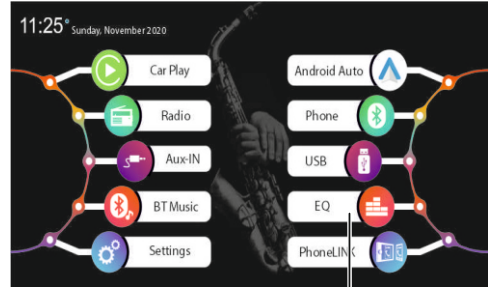 11:25 Sunday, November 2020
Car Play
Android Auto
Radio
Phone
Aux-IN
USB
BT Music
EQ
Settings
PhoneLINK